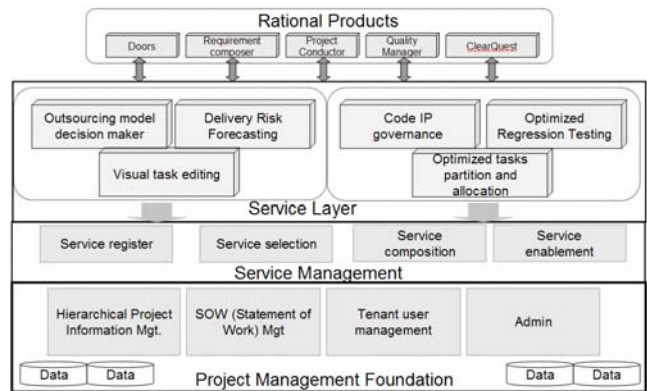 Rational Products
Doors
Requirement
composer
Project
Conductor
Quality
Manager
ClearQuest
Outsourcing model
decision maker
Delivery Risk
Forecasting
Visual task editing
Code IP
governance
Optimized
Regression Testing
Optimized tasks
partition and
allocation
Service Layer
Service register
Service selection
Service
composition
Service
enablement
Service Management
Hierarchical Project
Information Mgt.
SOW (Statement of
Work) Mgt
Tenant user
management
Admin
Data
Data
Data
Data
Project Management Foundation